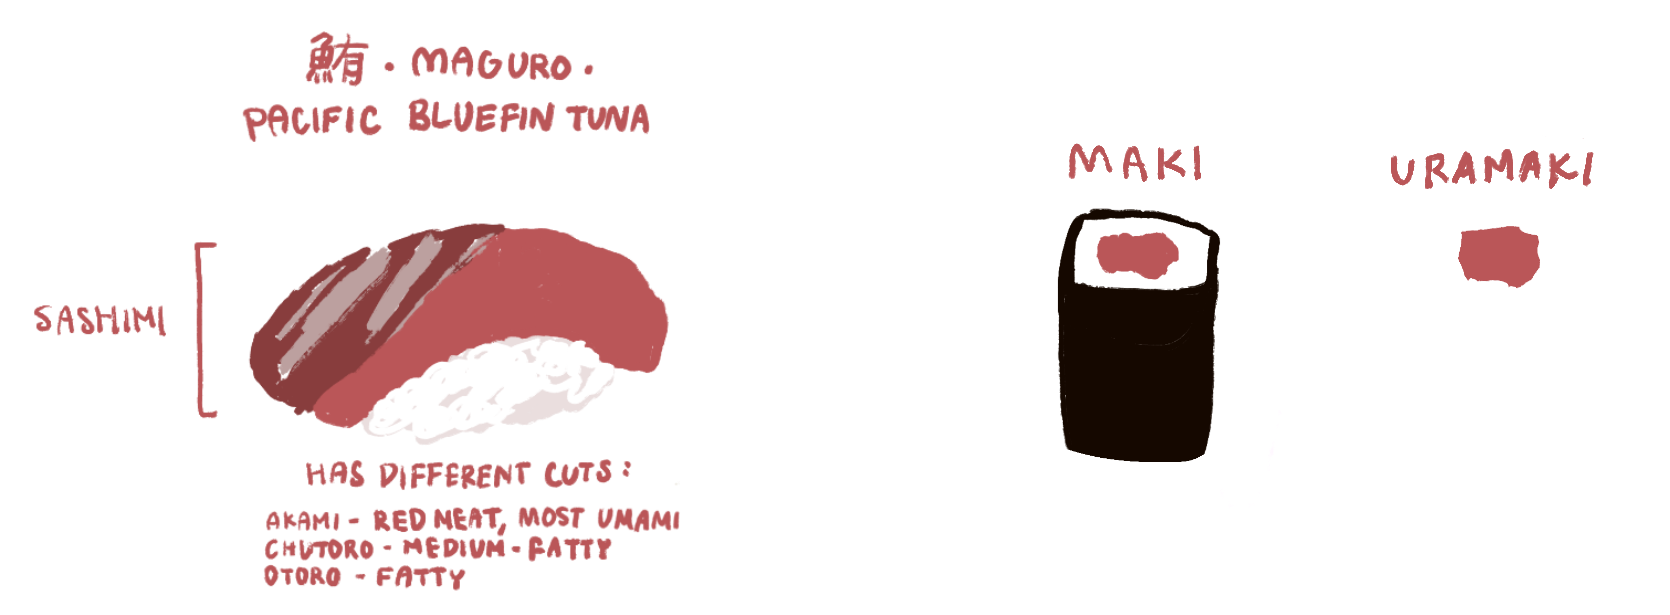 鮪・MAGURO・
PACIFIC BLUEFIN TUNA
SASHIMI
HAS DIFFERENT CUTS:
AKAMI - RED MEAT, MOST UMAMI
CHUTORO - MEDIUM - FATTY
OTORO - FATTY
MAKI
URAMAKI